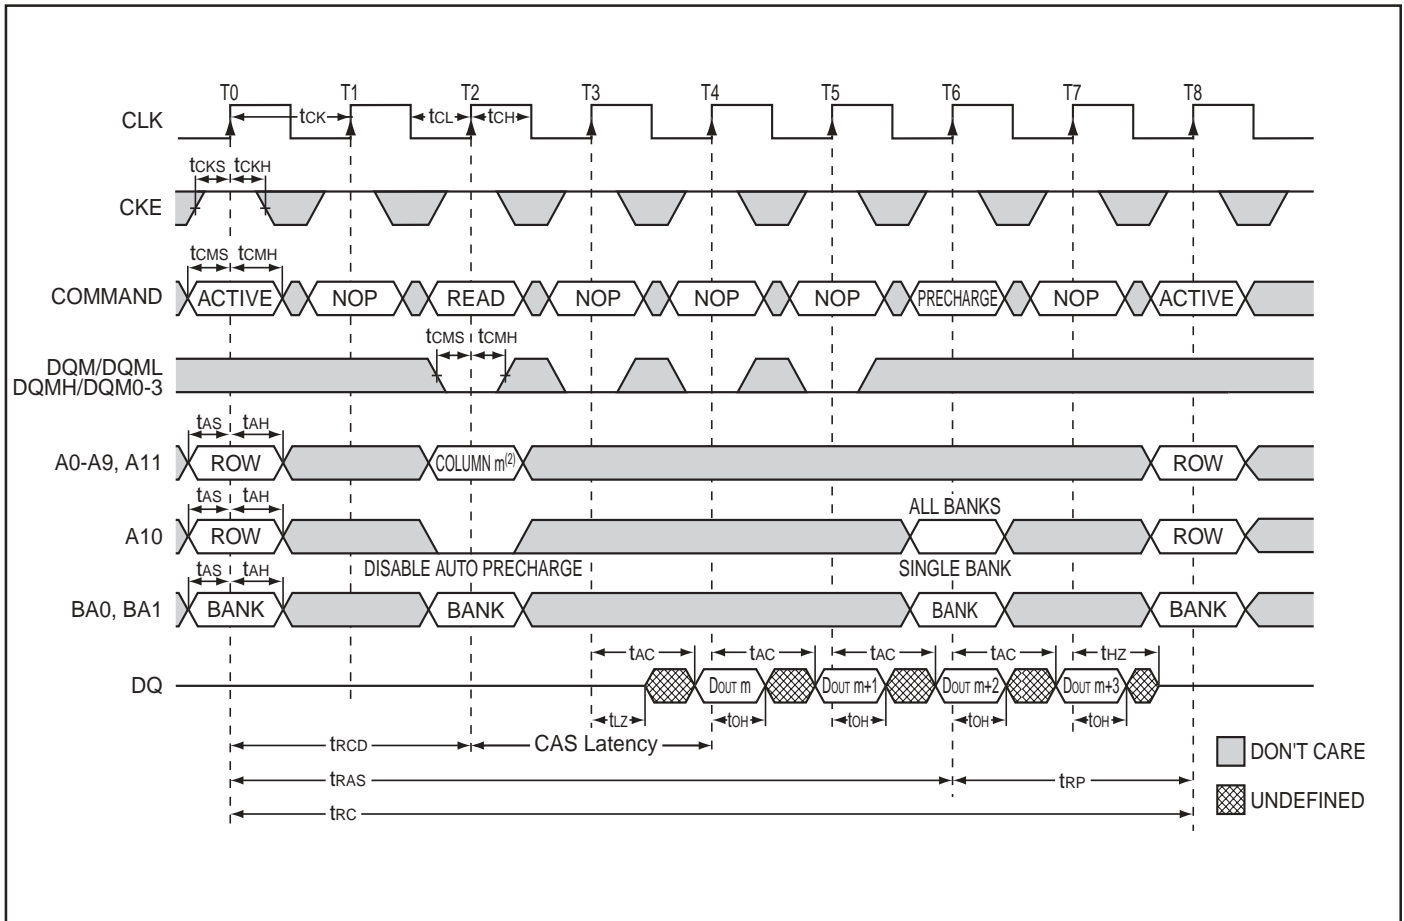 T0 T1 T2 T3 T4 T5 T6 T7 T8
CLK tCK tCL tCH
tCKS tCKH
CKE
tCMS tCMH
COMMAND ACTIVE NOP READ NOP NOP NOP PRECHARGE NOP ACTIVE
tCMS tCMH
DQM/DQML
DQMH/DQM0-3
tAS tAH
A0-A9, A11 ROW COLUMN m(2) ROW
tAS tAH ALL BANKS
A10 ROW ROW
tAS tAH DISABLE AUTO PRECHARGE SINGLE BANK
BA0, BA1 BANK BANK BANK BANK
tAC tAC tAC tAC tHZ
DQ DOUT m DOUT m+1 DOUT m+2 DOUT m+3
tLZ tOH tOH tOH tOH
tRCD CAS Latency
DON'T CARE
tRAS tRP
UNDEFINED
tRC